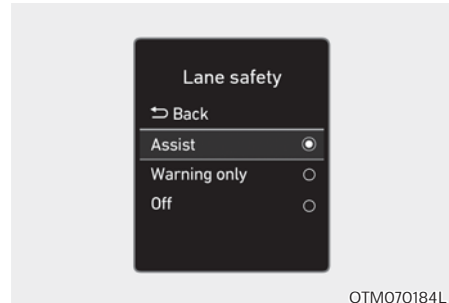 Lane safety
Back
Assist
Warning only
Off
OTM070184L